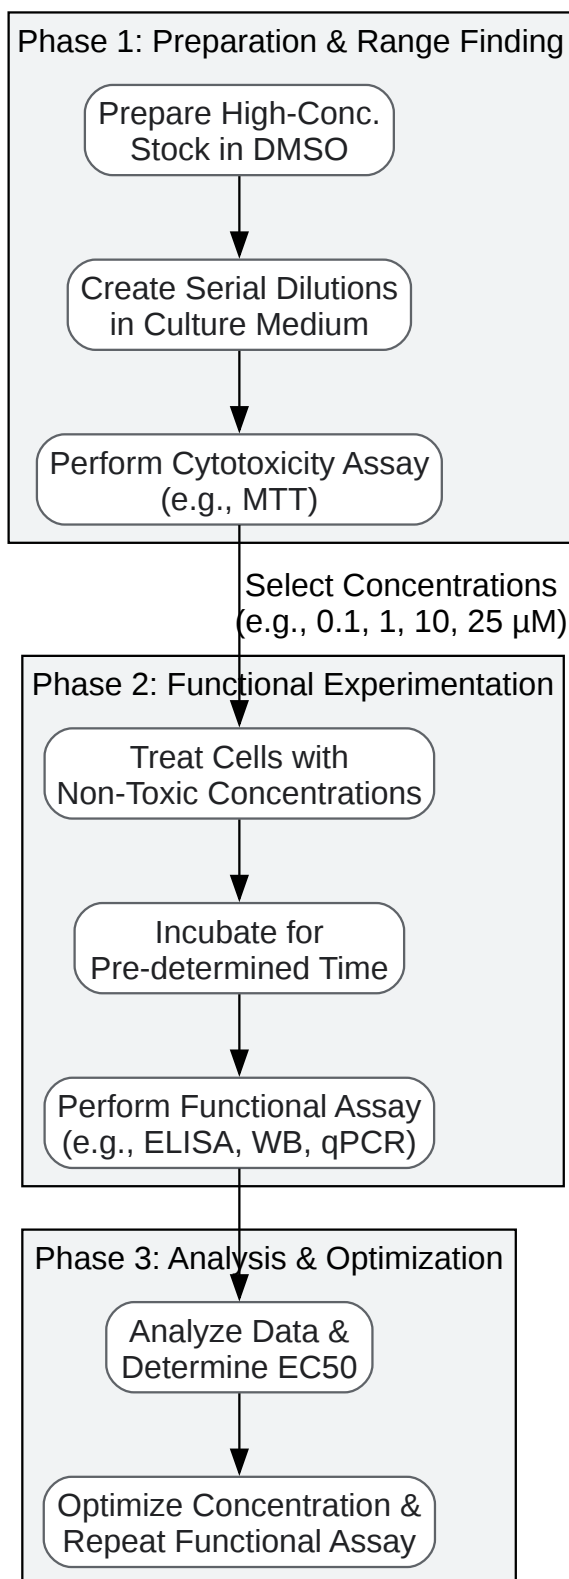 Phase 1: Preparation & Range Finding
Prepare High-Conc.
Stock in DMSO
Create Serial Dilutions
in Culture Medium
Perform Cytotoxicity Assay
(e.g., MTT)
Select Concentrations
(e.g., 0.1, 1, 10, 25 µM)
Phase 2: Functional Experimentation
Treat Cells with
Non-Toxic Concentrations
Incubate for
Pre-determined Time
Perform Functional Assay
(e.g., ELISA, WB, qPCR)
Phase 3: Analysis & Optimization
Analyze Data &
Determine EC50
Optimize Concentration &
Repeat Functional Assay